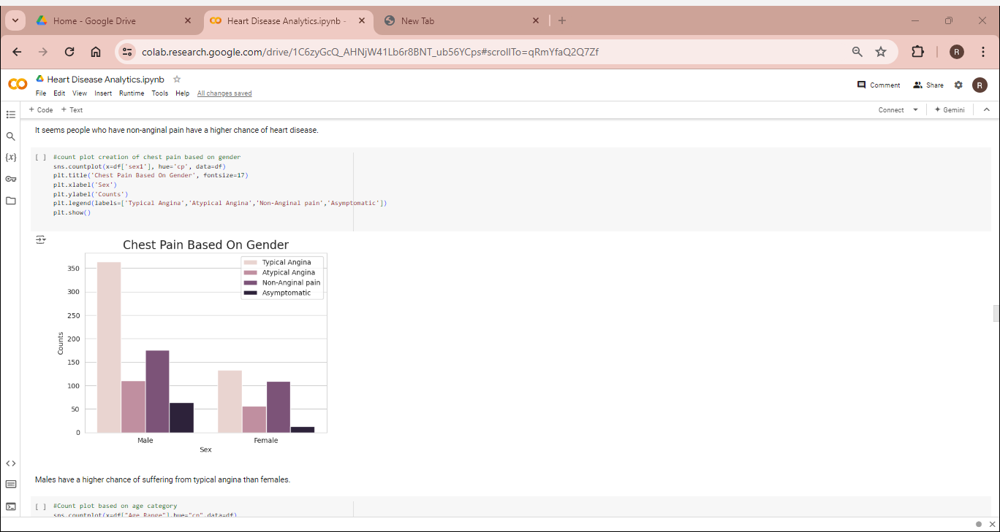 Home - Google Drive
Heart Disease Analytics.ipynb -
New Tab
colab.research.google.com/drive/1C6zyGcQ_AHNjW41Lb6r8BNT_ub56YCps#scrollTo=qRmYfaQ2Q7Zf
R
Heart Disease Analytics.ipynb
File Edit View Insert Runtime Tools Help All changes saved
Comment Share R
+ Code + Text
Connect Gemini
It seems people who have non-anginal pain have a higher chance of heart disease.
[ ] #count plot creation of chest pain based on gender
sns.countplot(x=df['sex1'], hue='cp', data=df)
plt.title('Chest Pain Based On Gender', fontsize=17)
plt.xlabel('Sex')
plt.ylabel('Counts')
plt.legend(labels=['Typical Angina','Atypical Angina','Non-Anginal pain','Asymptomatic'])
plt.show()
Chest Pain Based On Gender
Typical Angina
Atypical Angina
Non-Anginal pain
Asymptomatic
350
300
250
200
150
100
50
0
Counts
Male Female
Sex
Males have a higher chance of suffering from typical angina than females.
[ ] #Count plot based on age category
sns.countplot(x=df["Age Range"],hue="cp",data=df)